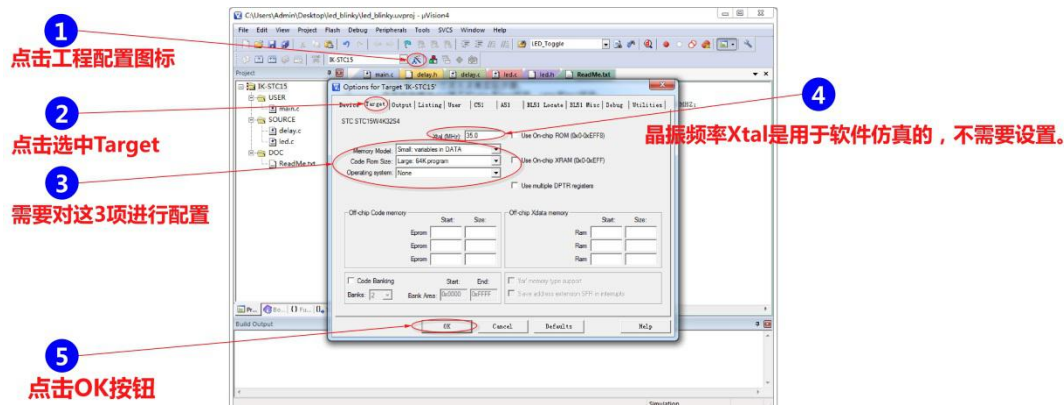 C:\Users\Admin\Desktop\led_blinky\led_blinky.uvproj - µVision4
File Edit View Project Flash Debug Peripherals Tools SVCS Window Help
LED_Toggle
IK-STC15
Project
main.c delay.h delay.c led.c led.h ReadMe.txt
IK-STC15
USER
main.c
SOURCE
delay.c
led.c
DOC
ReadMe.txt
Options for Target 'IK-STC15'
Device Target Output Listing User C51 A51 BL51 Locate BL51 Misc Debug Utilities
STC STC15W4K32S4
Xtal (MHz): 35.0
Use On-chip ROM (0x0-0xEFF8)
Memory Model: Small: variables in DATA
Code Rom Size: Large: 64K program
Use On-chip XRAM (0x0-0xEFF)
Operating system: None
Use multiple DPTR registers
Off-chip Code memory
Start: Size:
Eprom
Eprom
Eprom
Off-chip Xdata memory
Start: Size:
Ram
Ram
Ram
Code Banking
Start: End:
Banks: 2
Bank Area: 0x0000 0xFFFF
'far' memory type support
Save address extension SFR in interrupts
OK Cancel Defaults Help
Build Output
Simulation
1
点击工程配置图标
2
点击选中Target
3
需要对这3项进行配置
4
晶振频率Xtal是用于软件仿真的，不需要设置。
5
点击OK按钮